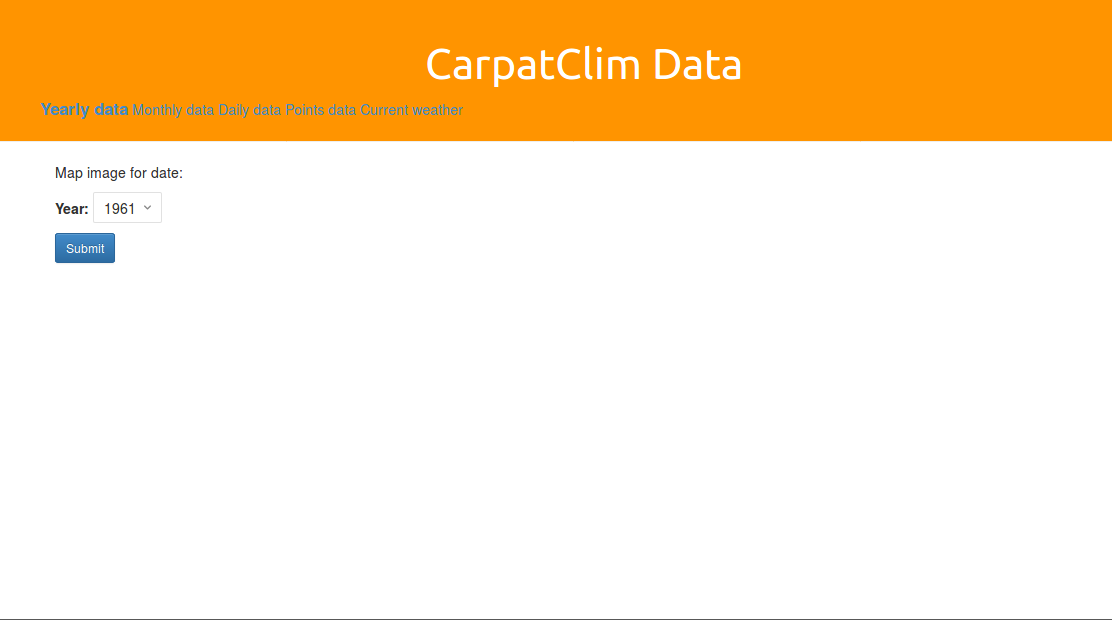 CarpatClim Data
Yearly data Monthly data Daily data Points data Current weather
Map image for date:
Year: 1961
Submit